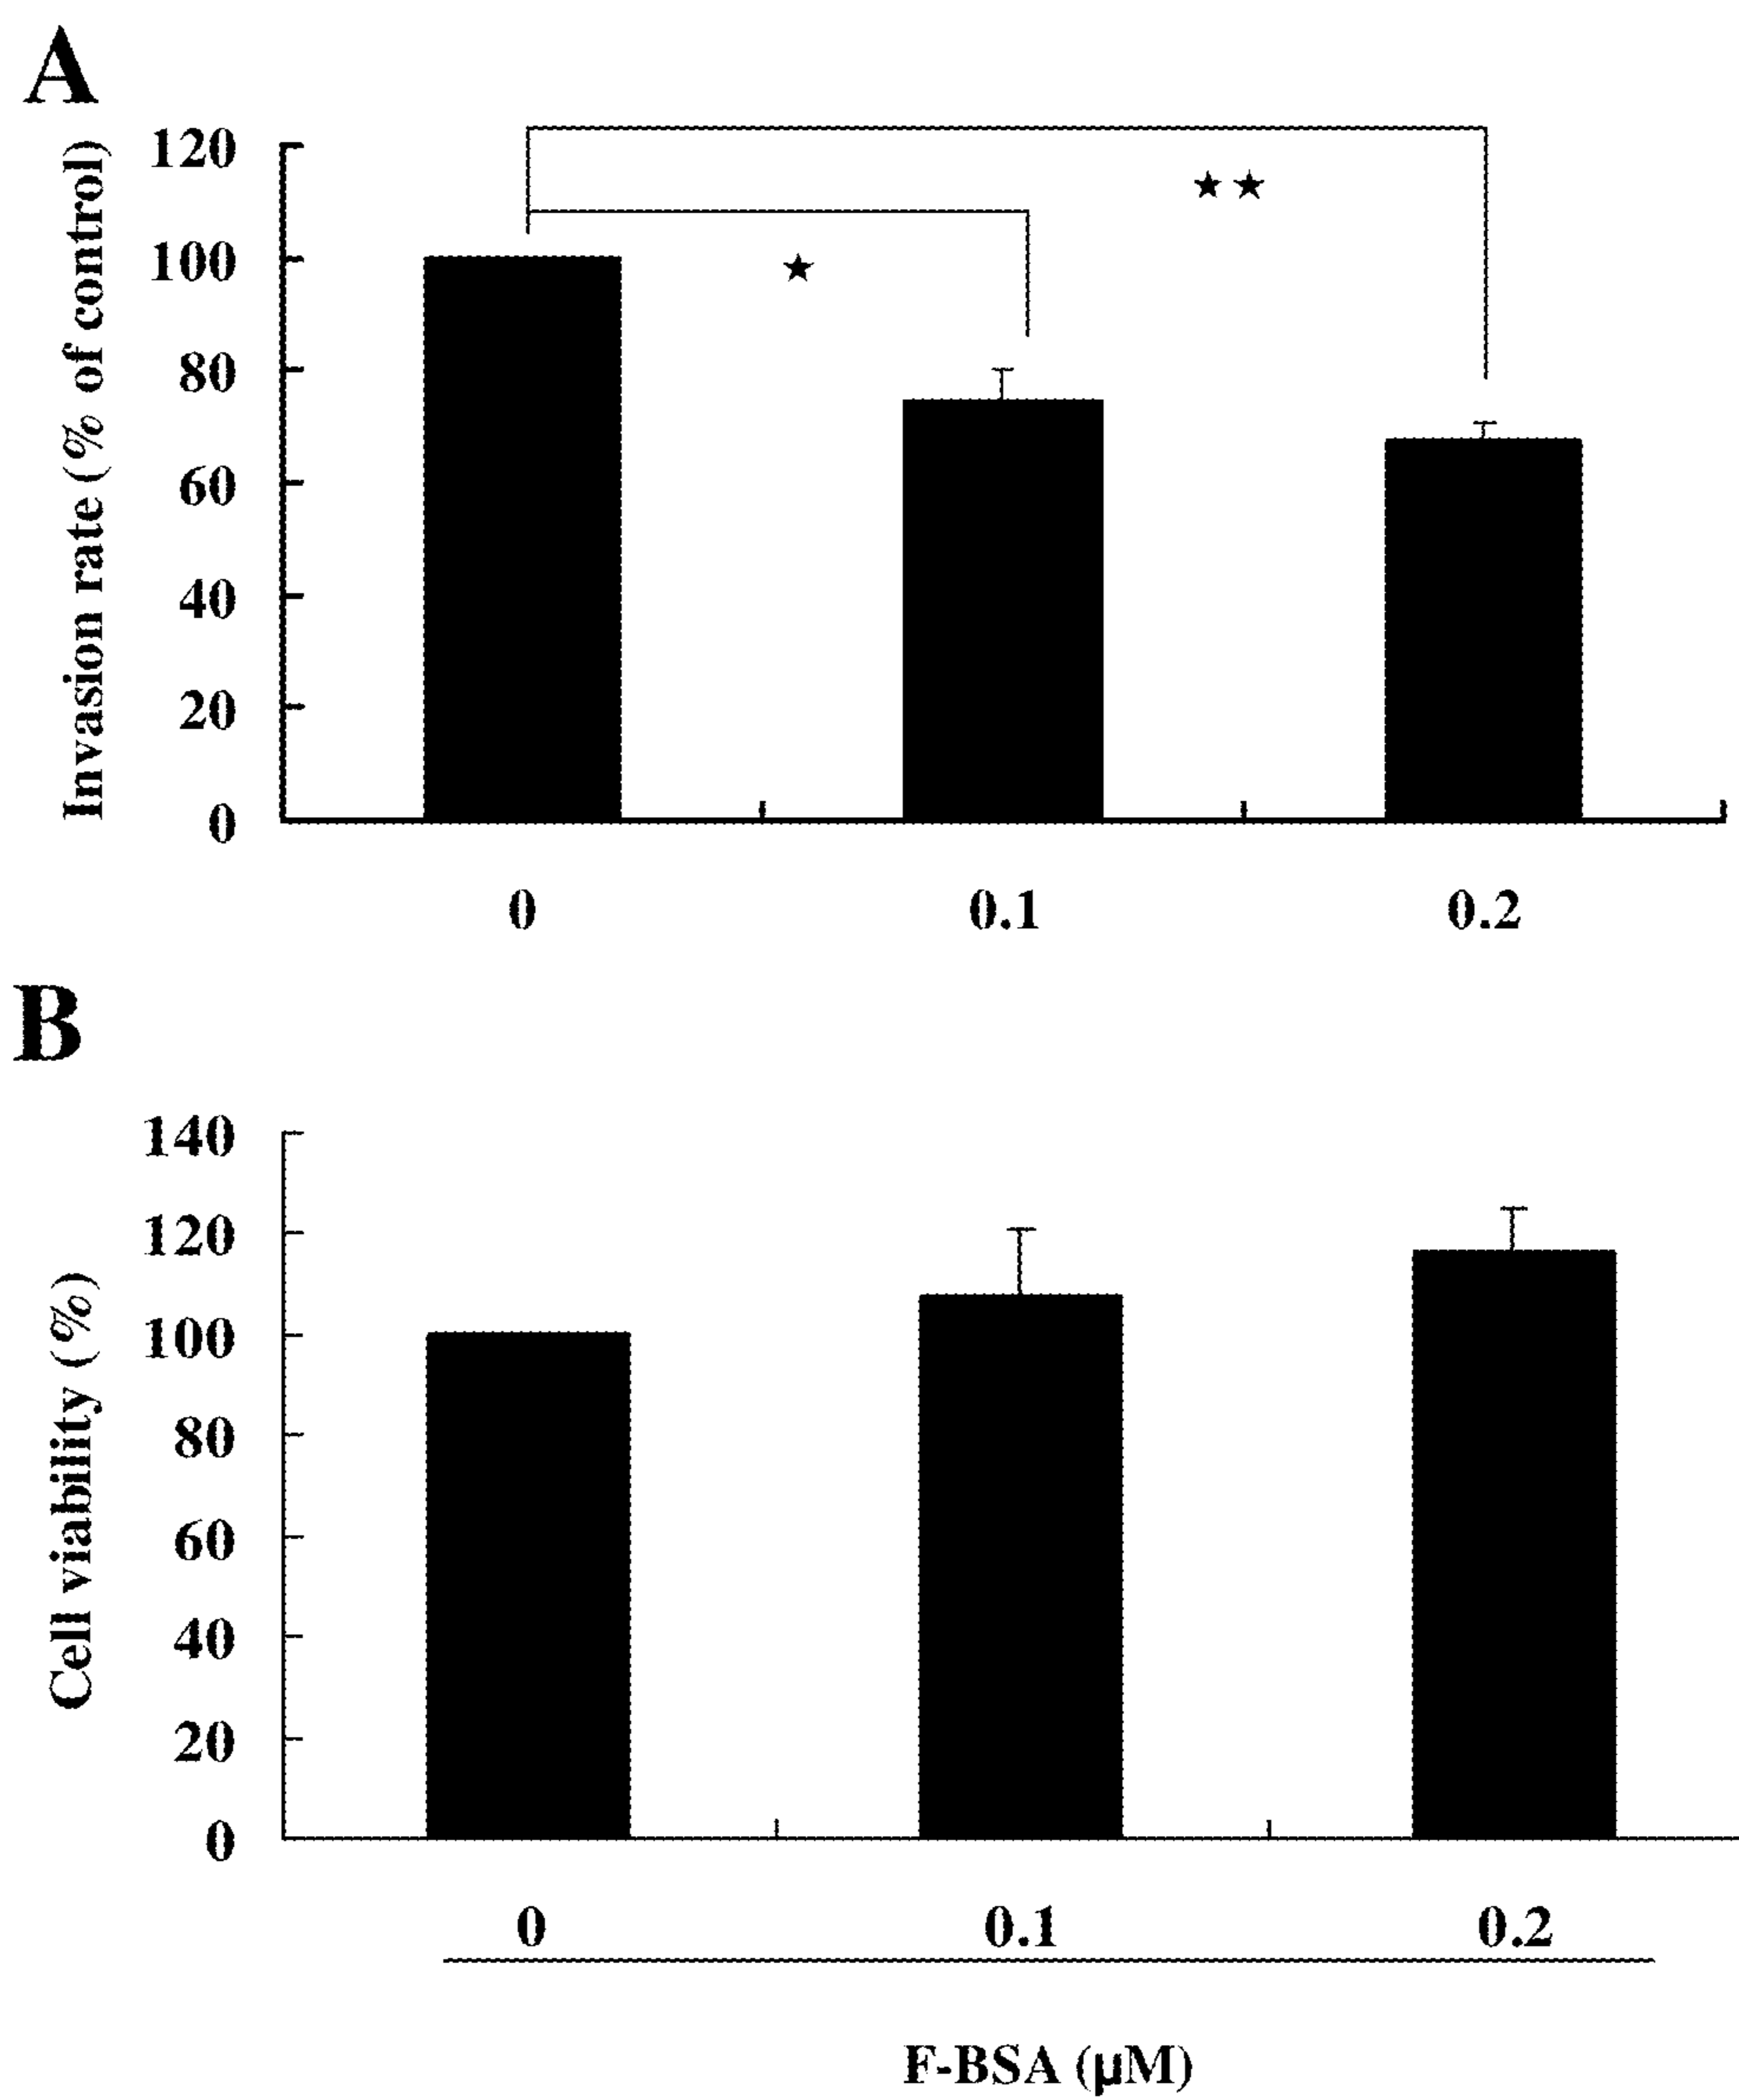 A
Invasion rate (% of control)
120
100
80
60
40
20
0
★★
★
0 0.1 0.2
B
Cell viability (%)
140
120
100
80
60
40
20
0
0 0.1 0.2
F-BSA (μM)